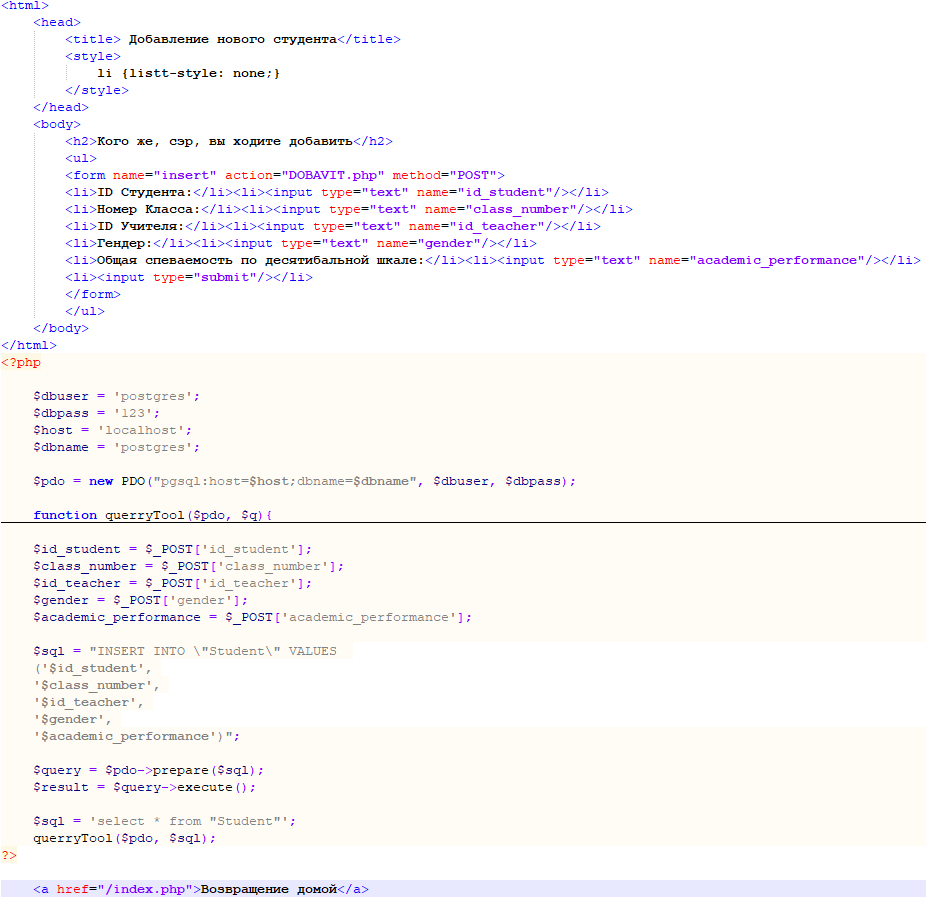 <html>
<head>
<title> Добавление нового студента</title>
<style>
li {listt-style: none;}
</style>
</head>
<body>
<h2>Кого же, сэр, вы ходите добавить</h2>
<ul>
<form name="insert" action="DOBAVIT.php" method="POST">
<li>ID Студента:</li><li><input type="text" name="id_student"/></li>
<li>Номер Класса:</li><li><input type="text" name="class_number"/></li>
<li>ID Учителя:</li><li><input type="text" name="id_teacher"/></li>
<li>Гендер:</li><li><input type="text" name="gender"/></li>
<li>Общая спеваемость по десятибальной шкале:</li><li><input type="text" name="academic_performance"/></li>
<li><input type="submit"/></li>
</form>
</ul>
</body>
</html>
<?php
$dbuser = 'postgres';
$dbpass = '123';
$host = 'localhost';
$dbname = 'postgres';
$pdo = new PDO("pgsql:host=$host;dbname=$dbname", $dbuser, $dbpass);
function querryTool($pdo, $q){
$id_student = $_POST['id_student'];
$class_number = $_POST['class_number'];
$id_teacher = $_POST['id_teacher'];
$gender = $_POST['gender'];
$academic_performance = $_POST['academic_performance'];
$sql = "INSERT INTO \"Student\" VALUES
('$id_student',
'$class_number',
'$id_teacher',
'$gender',
'$academic_performance')";
$query = $pdo->prepare($sql);
$result = $query->execute();
$sql = 'select * from "Student"';
querryTool($pdo, $sql);
?>
<a href="/index.php">Возвращение домой</a>